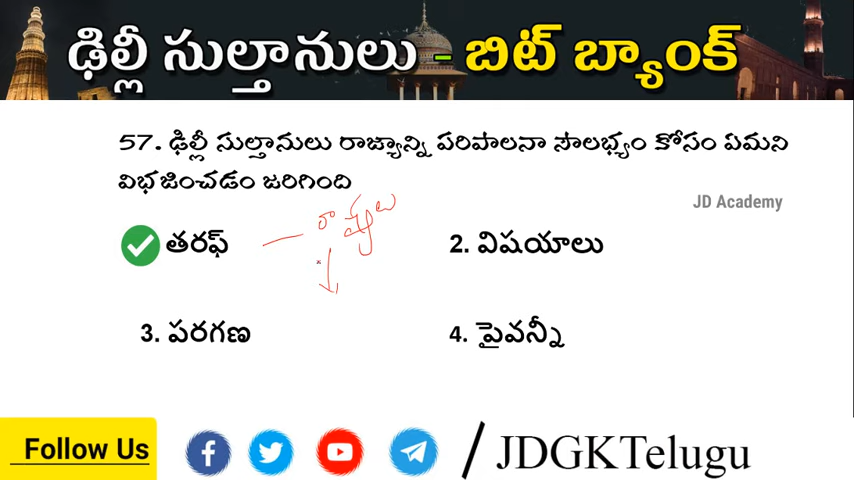 ఢిల్లీ సుల్తానులు - బిట్ బ్యాంక్
57. ఢిల్లీ సుల్తానులు రాజ్యాన్ని పరిపాలనా సౌలభ్యం కోసం ఏమని
విభజించడం జరిగింది
JD Academy
తరఫ్ — రాష్ట్రాలు
2. విషయాలు
3. పరగణ
4. పైవన్నీ
Follow Us
/JDGKTelugu